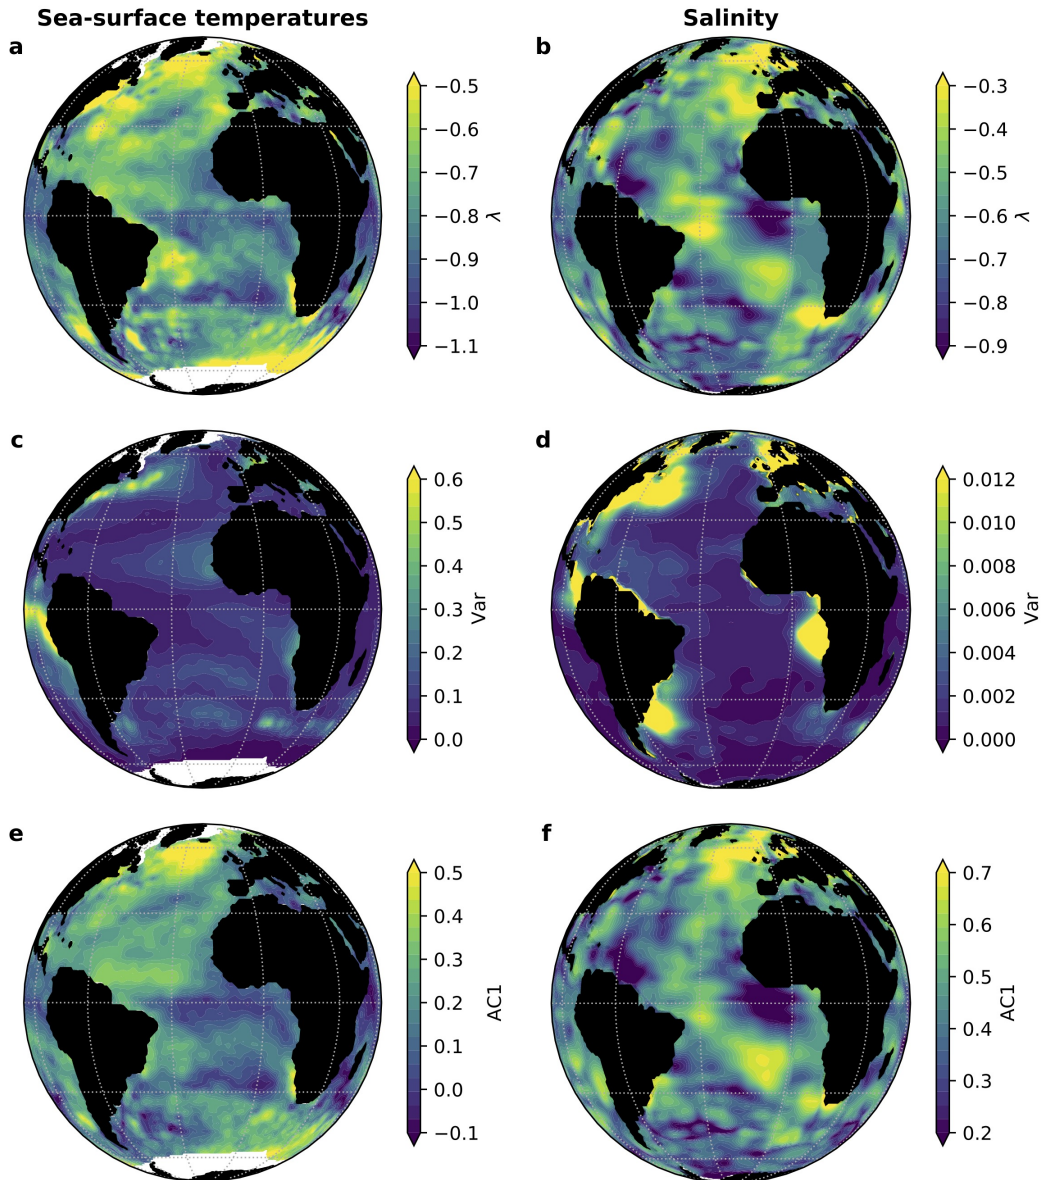 Sea-surface temperatures
Salinity
a
−0.5
−0.6
−0.7
−0.8
−0.9
−1.0
−1.1
λ
b
−0.3
−0.4
−0.5
−0.6
−0.7
−0.8
−0.9
λ
c
0.6
0.5
0.4
0.3
0.2
0.1
0.0
Var
d
0.012
0.010
0.008
0.006
0.004
0.002
0.000
Var
e
0.5
0.4
0.3
0.2
0.1
0.0
−0.1
AC1
f
0.7
0.6
0.5
0.4
0.3
0.2
AC1